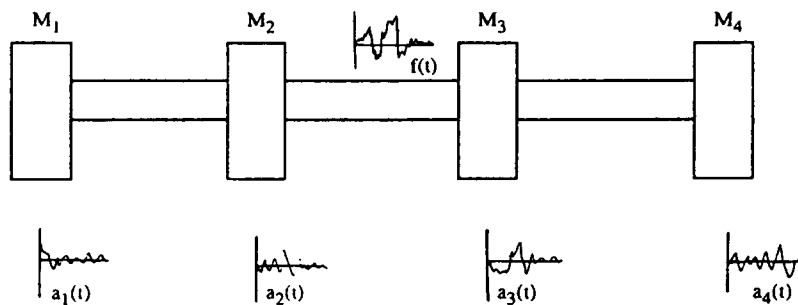 M₁ M₂ M₃ M₄
f(t)
a₁(t) a₂(t) a₃(t) a₄(t)